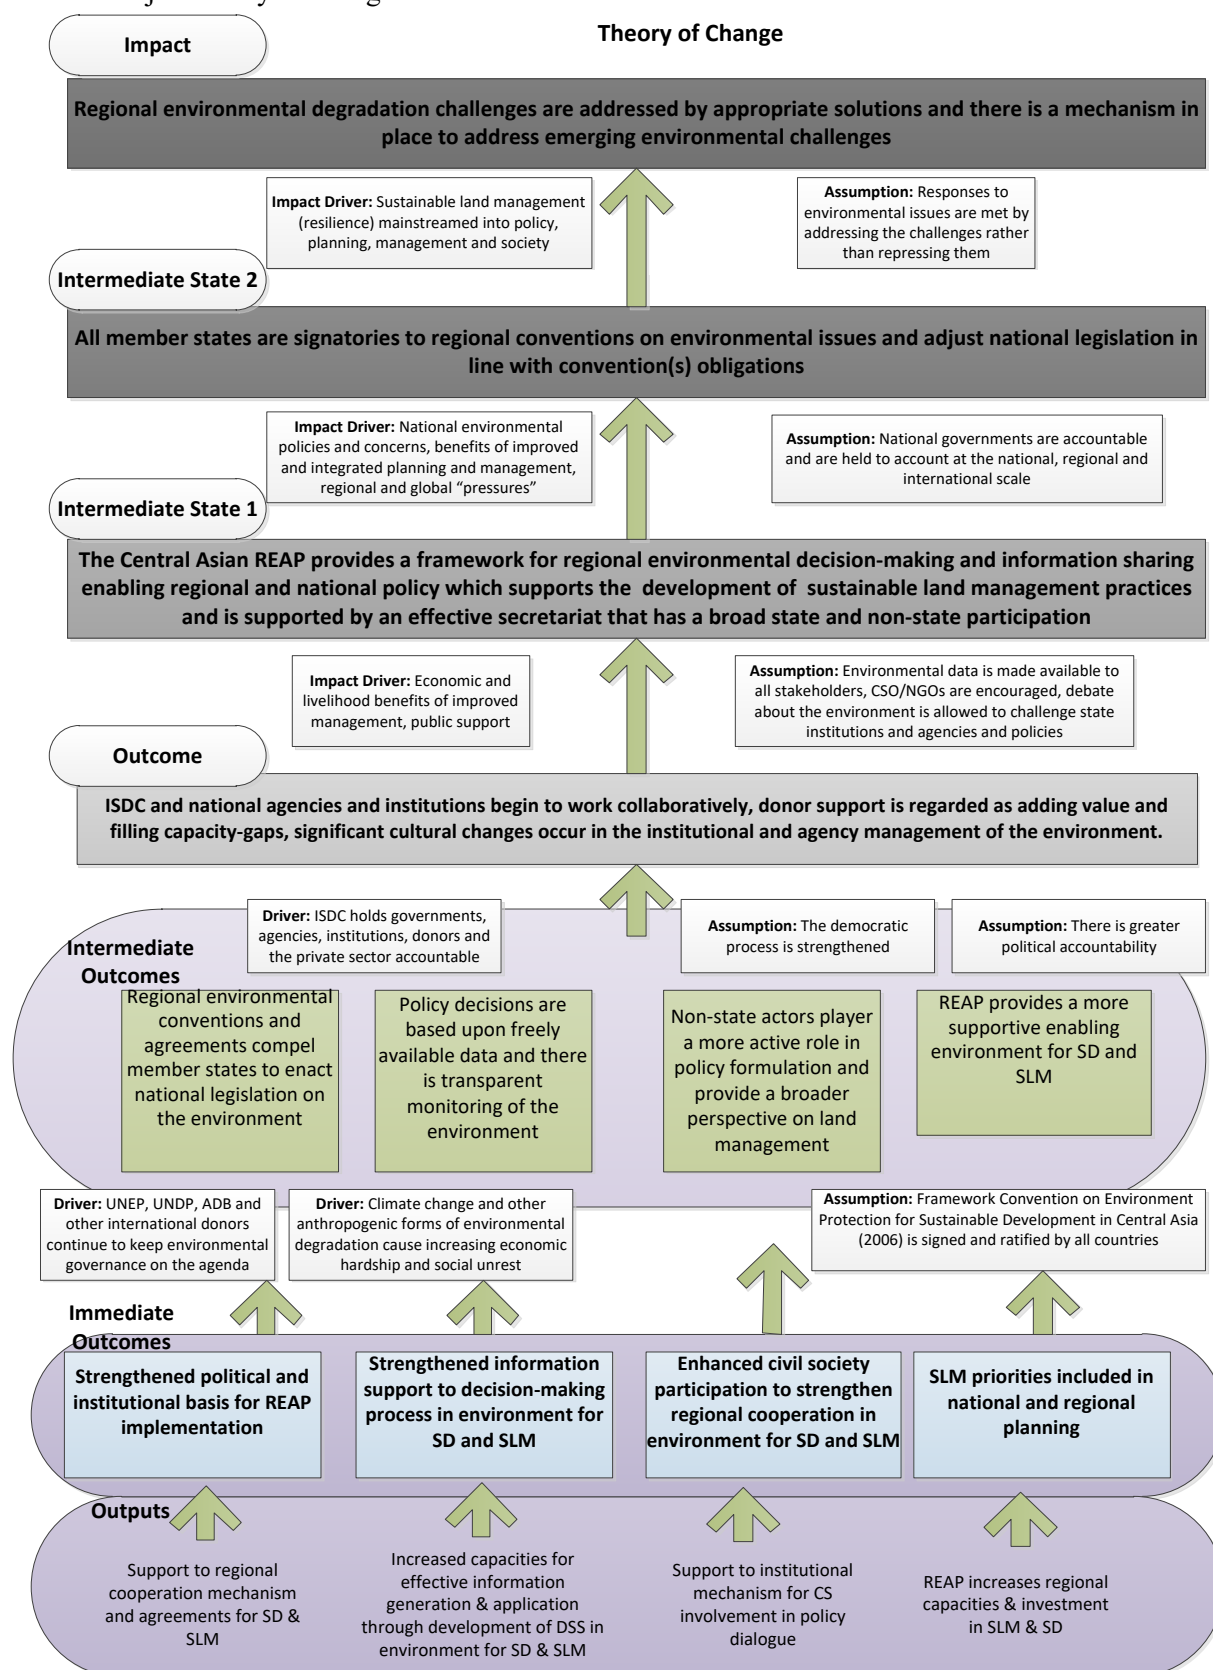 Theory of Change
Impact
Regional environmental degradation challenges are addressed by appropriate solutions and there is a mechanism in
place to address emerging environmental challenges
Impact Driver: Sustainable land management
(resilience) mainstreamed into policy,
planning, management and society
Assumption: Responses to
environmental issues are met by
addressing the challenges rather
than repressing them
Intermediate State 2
All member states are signatories to regional conventions on environmental issues and adjust national legislation in
line with convention(s) obligations
Impact Driver: National environmental
policies and concerns, benefits of improved
and integrated planning and management,
regional and global “pressures”
Assumption: National governments are accountable
and are held to account at the national, regional and
international scale
Intermediate State 1
The Central Asian REAP provides a framework for regional environmental decision-making and information sharing
enabling regional and national policy which supports the development of sustainable land management practices
and is supported by an effective secretariat that has a broad state and non-state participation
Impact Driver: Economic and
livelihood benefits of improved
management, public support
Assumption: Environmental data is made available to
all stakeholders, CSO/NGOs are encouraged, debate
about the environment is allowed to challenge state
institutions and agencies and policies
Outcome
ISDC and national agencies and institutions begin to work collaboratively, donor support is regarded as adding value and
filling capacity-gaps, significant cultural changes occur in the institutional and agency management of the environment.
Driver: ISDC holds governments,
agencies, institutions, donors and
the private sector accountable
Assumption: The democratic
process is strengthened
Assumption: There is greater
political accountability
Intermediate
Outcomes
Regional environmental
conventions and
agreements compel
member states to enact
national legislation on
the environment
Policy decisions are
based upon freely
available data and there
is transparent
monitoring of the
environment
Non-state actors player
a more active role in
policy formulation and
provide a broader
perspective on land
management
REAP provides a more
supportive enabling
environment for SD and
SLM
Driver: UNEP, UNDP, ADB and
other international donors
continue to keep environmental
governance on the agenda
Driver: Climate change and other
anthropogenic forms of environmental
degradation cause increasing economic
hardship and social unrest
Assumption: Framework Convention on Environment
Protection for Sustainable Development in Central Asia
(2006) is signed and ratified by all countries
Immediate
Outcomes
Strengthened political and
institutional basis for REAP
implementation
Strengthened information
support to decision-making
process in environment for
SD and SLM
Enhanced civil society
participation to strengthen
regional cooperation in
environment for SD and SLM
SLM priorities included in
national and regional
planning
Outputs
Support to regional
cooperation mechanism
and agreements for SD &
SLM
Increased capacities for
effective information
generation & application
through development of DSS in
environment for SD & SLM
Support to institutional
mechanism for CS
involvement in policy
dialogue
REAP increases regional
capacities & investment
in SLM & SD